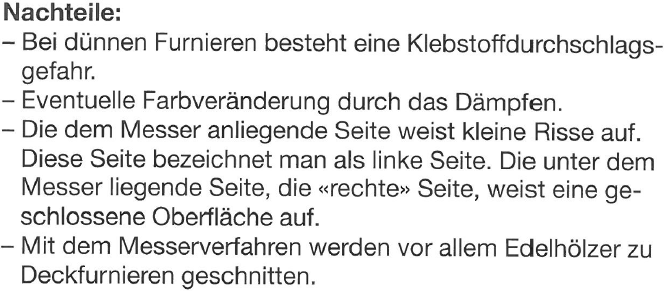 Nachteile:
– Bei dünnen Furnieren besteht eine Klebstoffdurchschlags-
gefahr.
– Eventuelle Farbveränderung durch das Dämpfen.
– Die dem Messer anliegende Seite weist kleine Risse auf.
Diese Seite bezeichnet man als linke Seite. Die unter dem
Messer liegende Seite, die «rechte» Seite, weist eine ge-
schlossene Oberfläche auf.
– Mit dem Messerverfahren werden vor allem Edelhölzer zu
Deckfurnieren geschnitten.